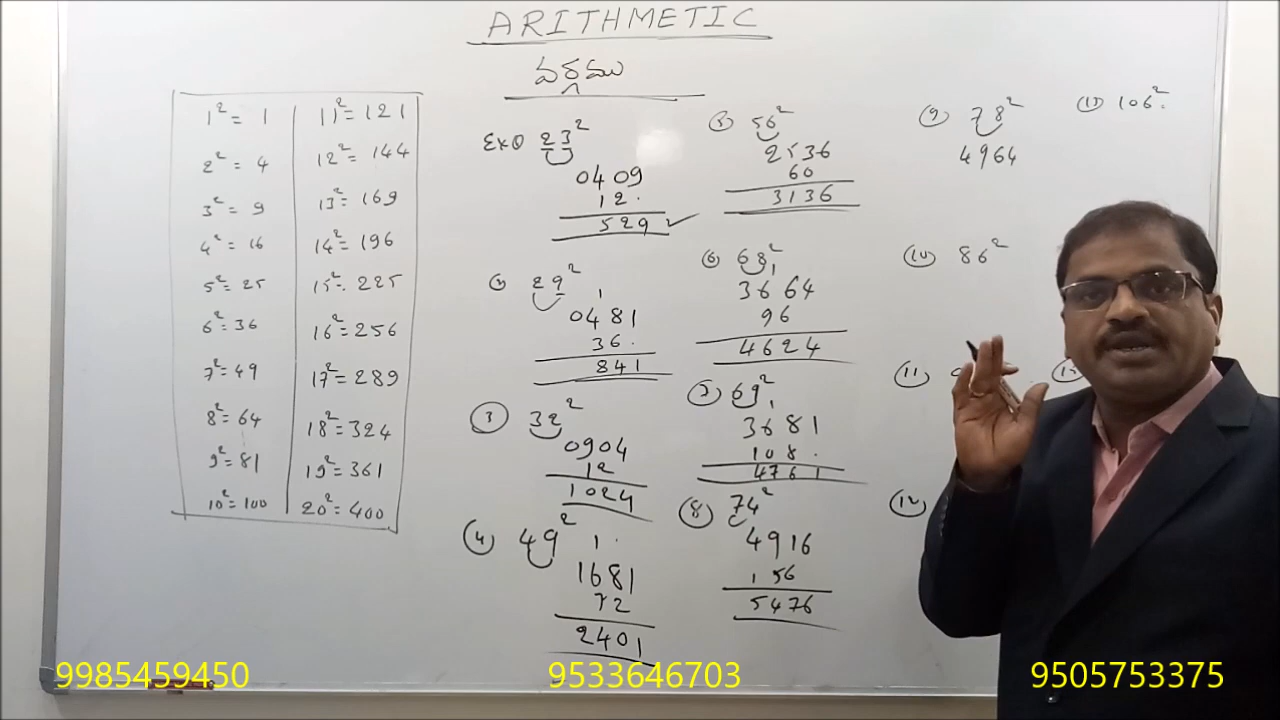 ARITHMETIC
వర్గము
1² = 1
2² = 4
3² = 9
4² = 16
5² = 25
6² = 36
7² = 49
8² = 64
9² = 81
10² = 100
11² = 121
12² = 144
13² = 169
14² = 196
15² = 225
16² = 256
17² = 289
18² = 324
19² = 361
20² = 400
Ex① 23²
0409
12.
529 ✓
29²
1
0481
36.
841
③ 32²
0904
12
1024
④ 49²
1.
1681
72
2401
56²
2536
60
3136
⑥ 68²
1
3664
96
4624
69²
1
3681
108.
4761
⑧ 74²
4916
156
5476
⑨ 78²
4964
⑩ 86²
⑪
⑫
106²
9985459450
9533646703
9505753375